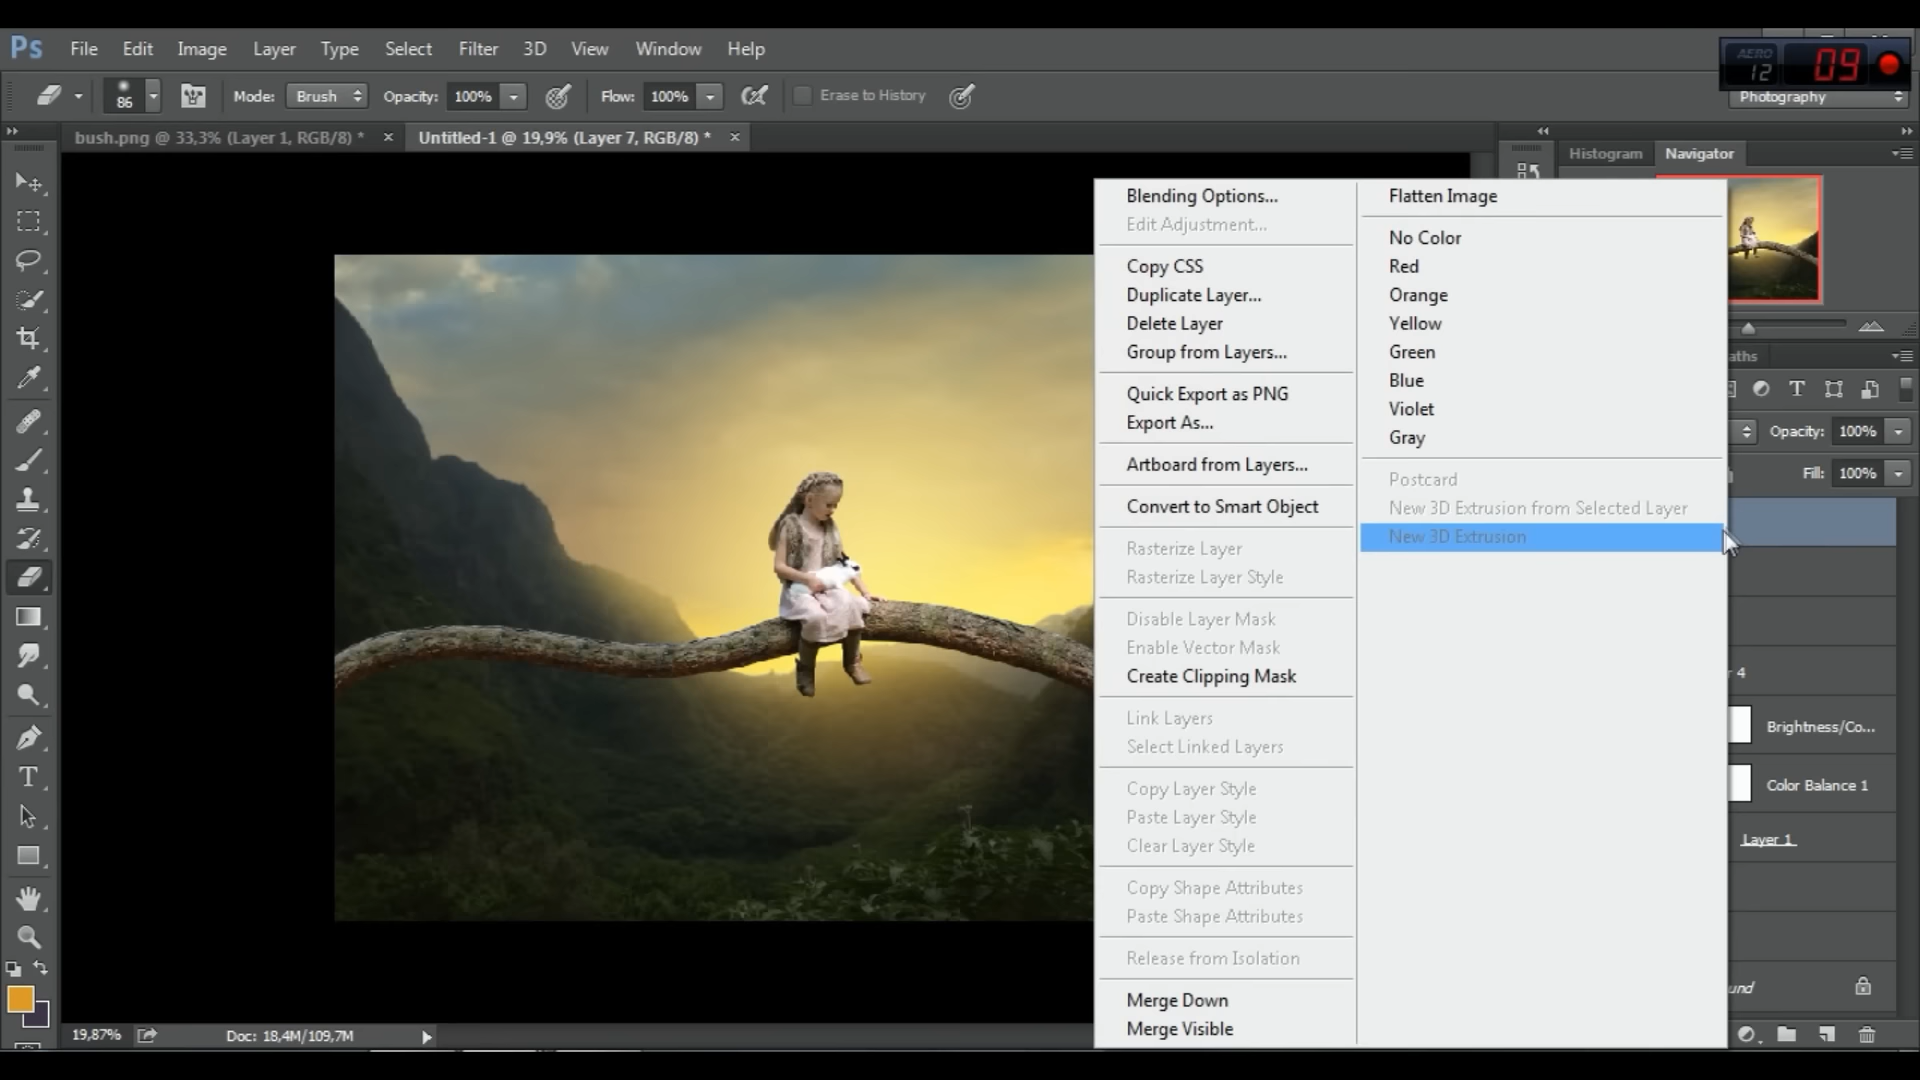 Ps File Edit Image Layer Type Select Filter 3D View Window Help
AERO
12 09
86 Mode: Brush Opacity: 100% Flow: 100% Erase to History
Photography
bush.png @ 33,3% (Layer 1, RGB/8) * × Untitled-1 @ 19,9% (Layer 7, RGB/8) * ×
Histogram Navigator
Blending Options...
Edit Adjustment...
Copy CSS
Duplicate Layer...
Delete Layer
Group from Layers...
Quick Export as PNG
Export As...
Artboard from Layers...
Convert to Smart Object
Rasterize Layer
Rasterize Layer Style
Disable Layer Mask
Enable Vector Mask
Create Clipping Mask
Link Layers
Select Linked Layers
Copy Layer Style
Paste Layer Style
Clear Layer Style
Copy Shape Attributes
Paste Shape Attributes
Release from Isolation
Merge Down
Merge Visible
Flatten Image
No Color
Red
Orange
Yellow
Green
Blue
Violet
Gray
Postcard
New 3D Extrusion from Selected Layer
New 3D Extrusion
aths
Opacity: 100%
Fill: 100%
r 4
Brightness/Co...
Color Balance 1
Layer 1
und
19,87% Doc: 18,4M/109,7M